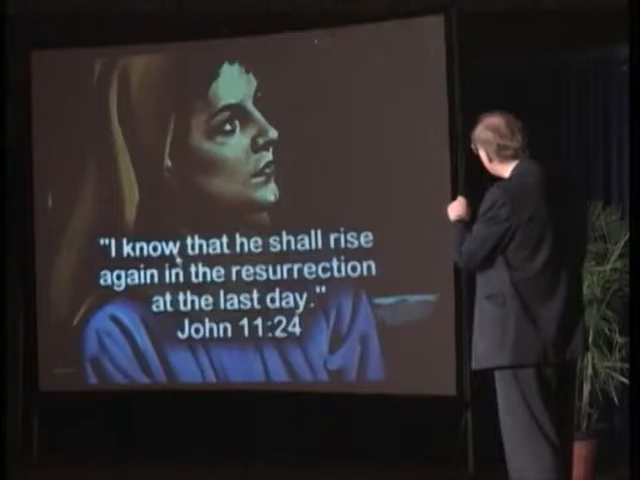 "I know that he shall rise
again in the resurrection
at the last day."
John 11:24